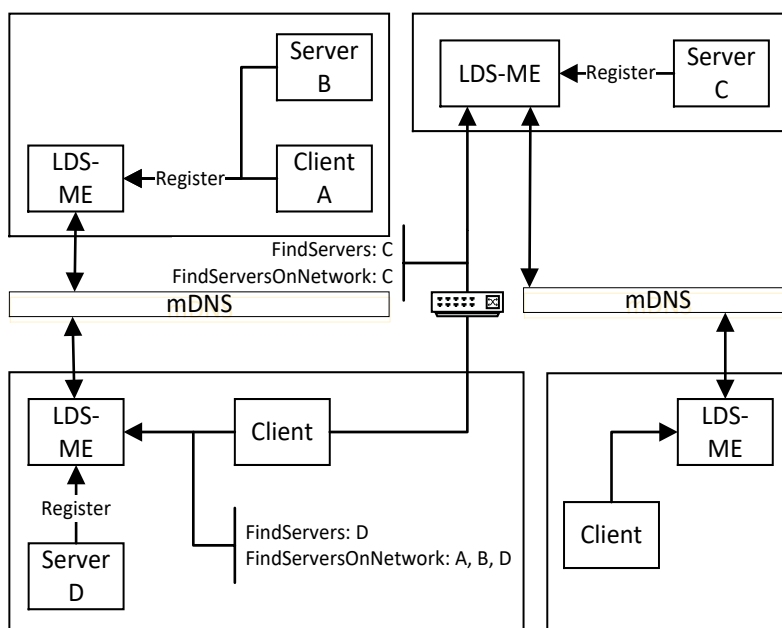 Server
B
LDS-
ME
Register
Client
A
LDS-ME
Register
Server
C
FindServers: C
FindServersOnNetwork: C
mDNS
mDNS
LDS-
ME
Client
Register
Server
D
FindServers: D
FindServersOnNetwork: A, B, D
LDS-
ME
Client